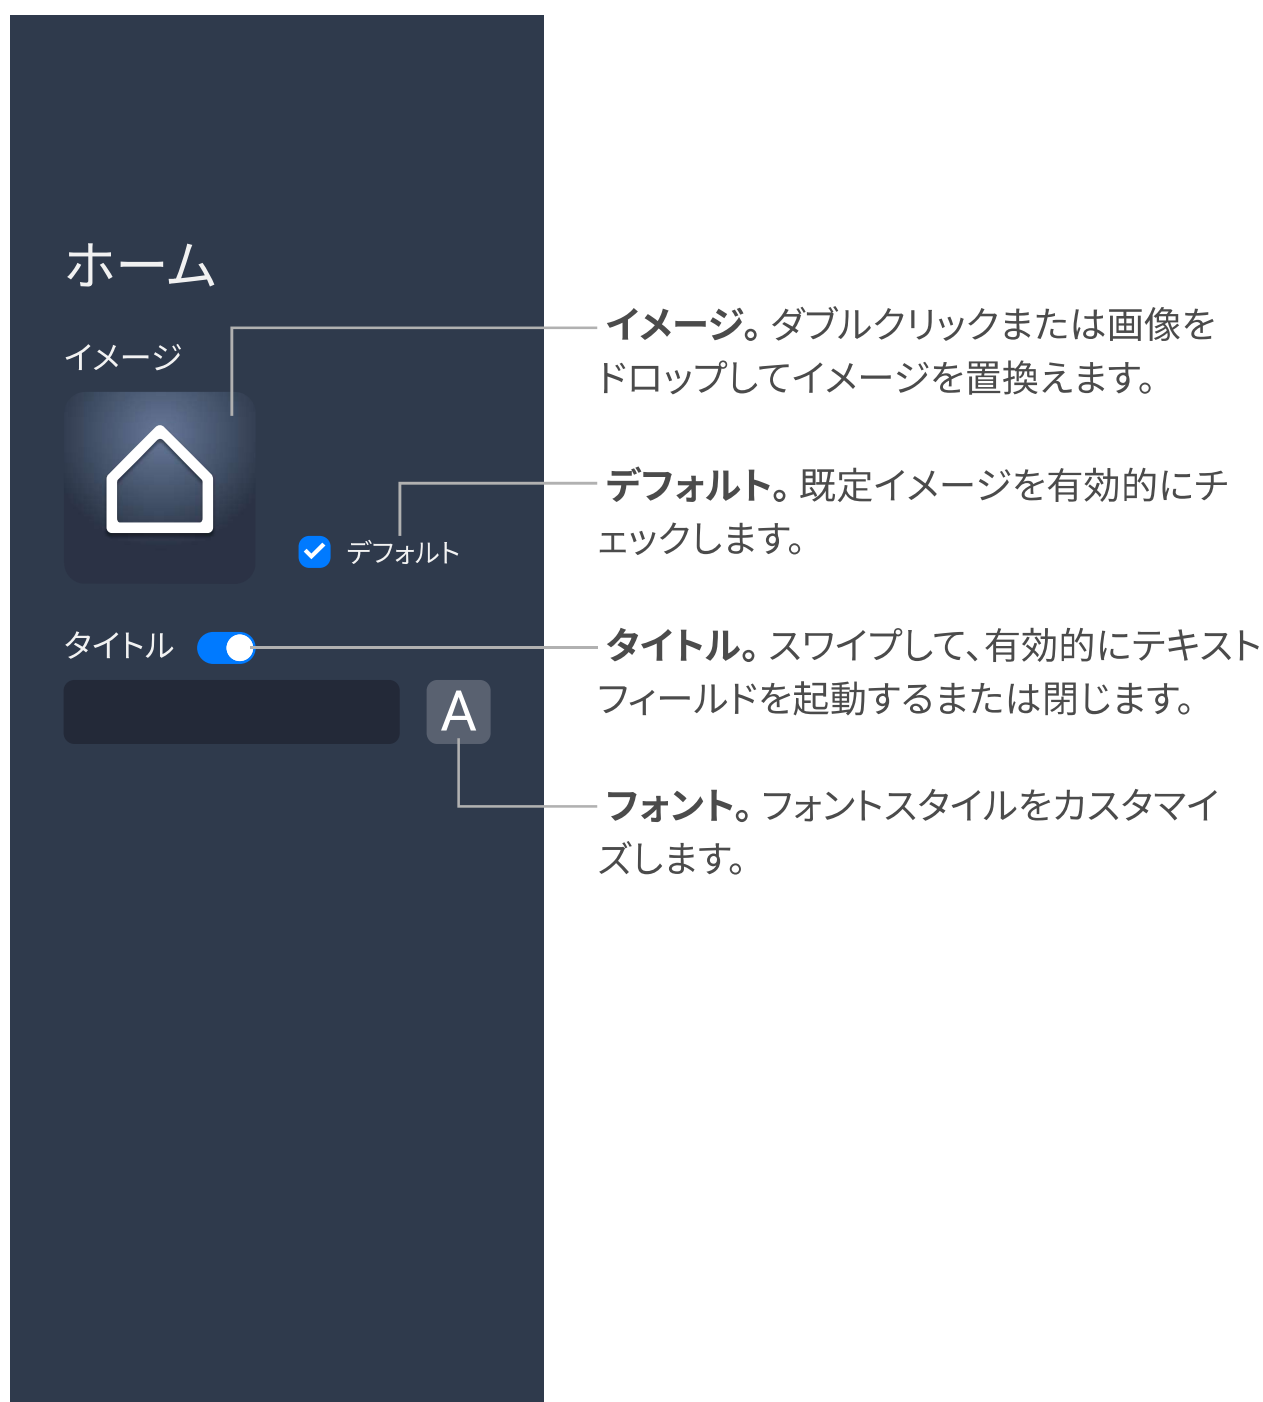 ホーム
イメージ
デフォルト
タイトル
A
イメージ。ダブルクリックまたは画像を
ドロップしてイメージを置換えます。
デフォルト。既定イメージを有効的にチ
ェックします。
タイトル。スワイプして、有効的にテキスト
フィールドを起動するまたは閉じます。
フォント。フォントスタイルをカスタマイ
ズします。